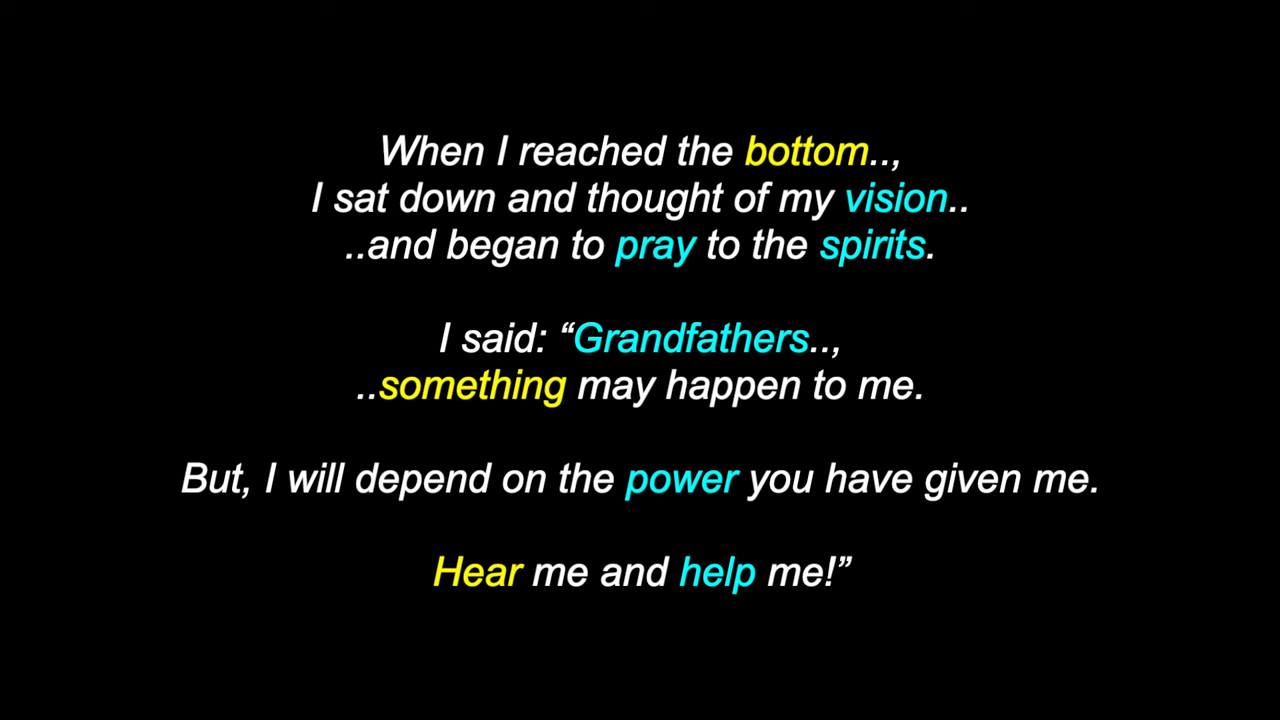 When I reached the bottom..,
I sat down and thought of my vision..
..and began to pray to the spirits.
I said: “Grandfathers..,
..something may happen to me.
But, I will depend on the power you have given me.
Hear me and help me!”